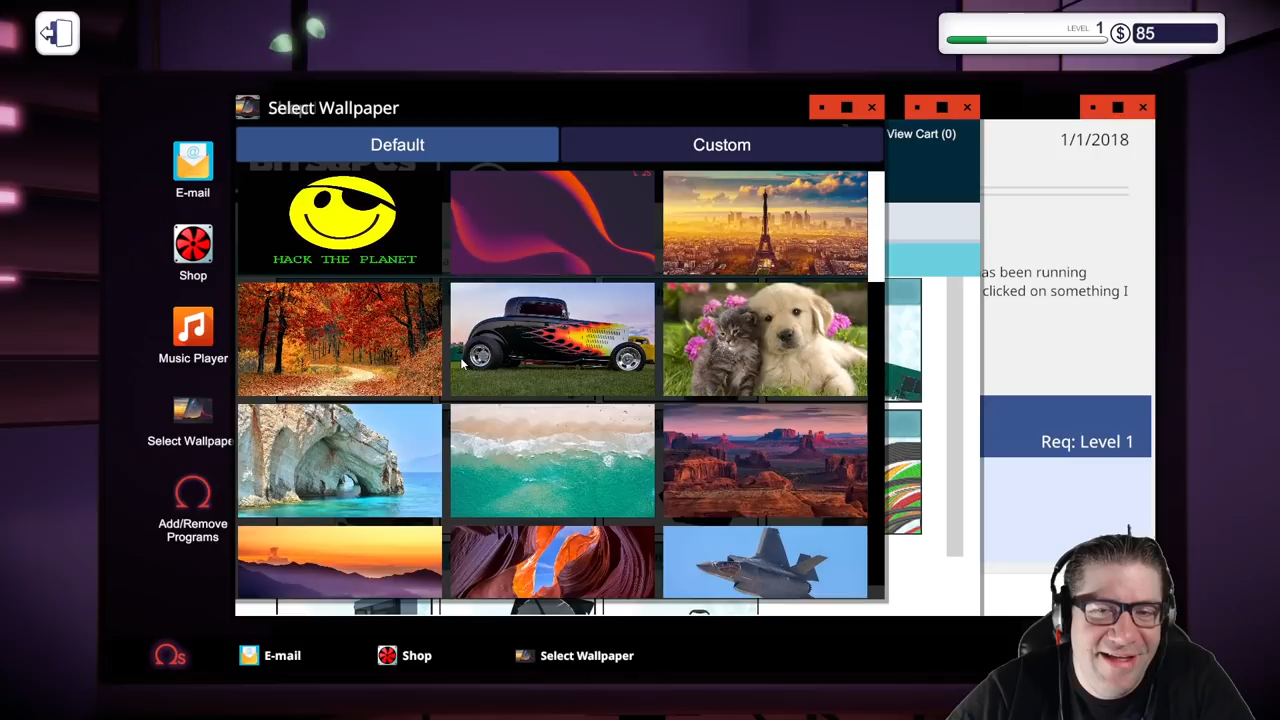 LEVEL 1
$ 85
Select Wallpaper
View Cart (0)
1/1/2018
Default
Custom
HACK THE PLANET
E-mail
Shop
Music Player
Select Wallpape
Add/Remove
Programs
as been running
clicked on something I
Req: Level 1
E-mail
Shop
Select Wallpaper